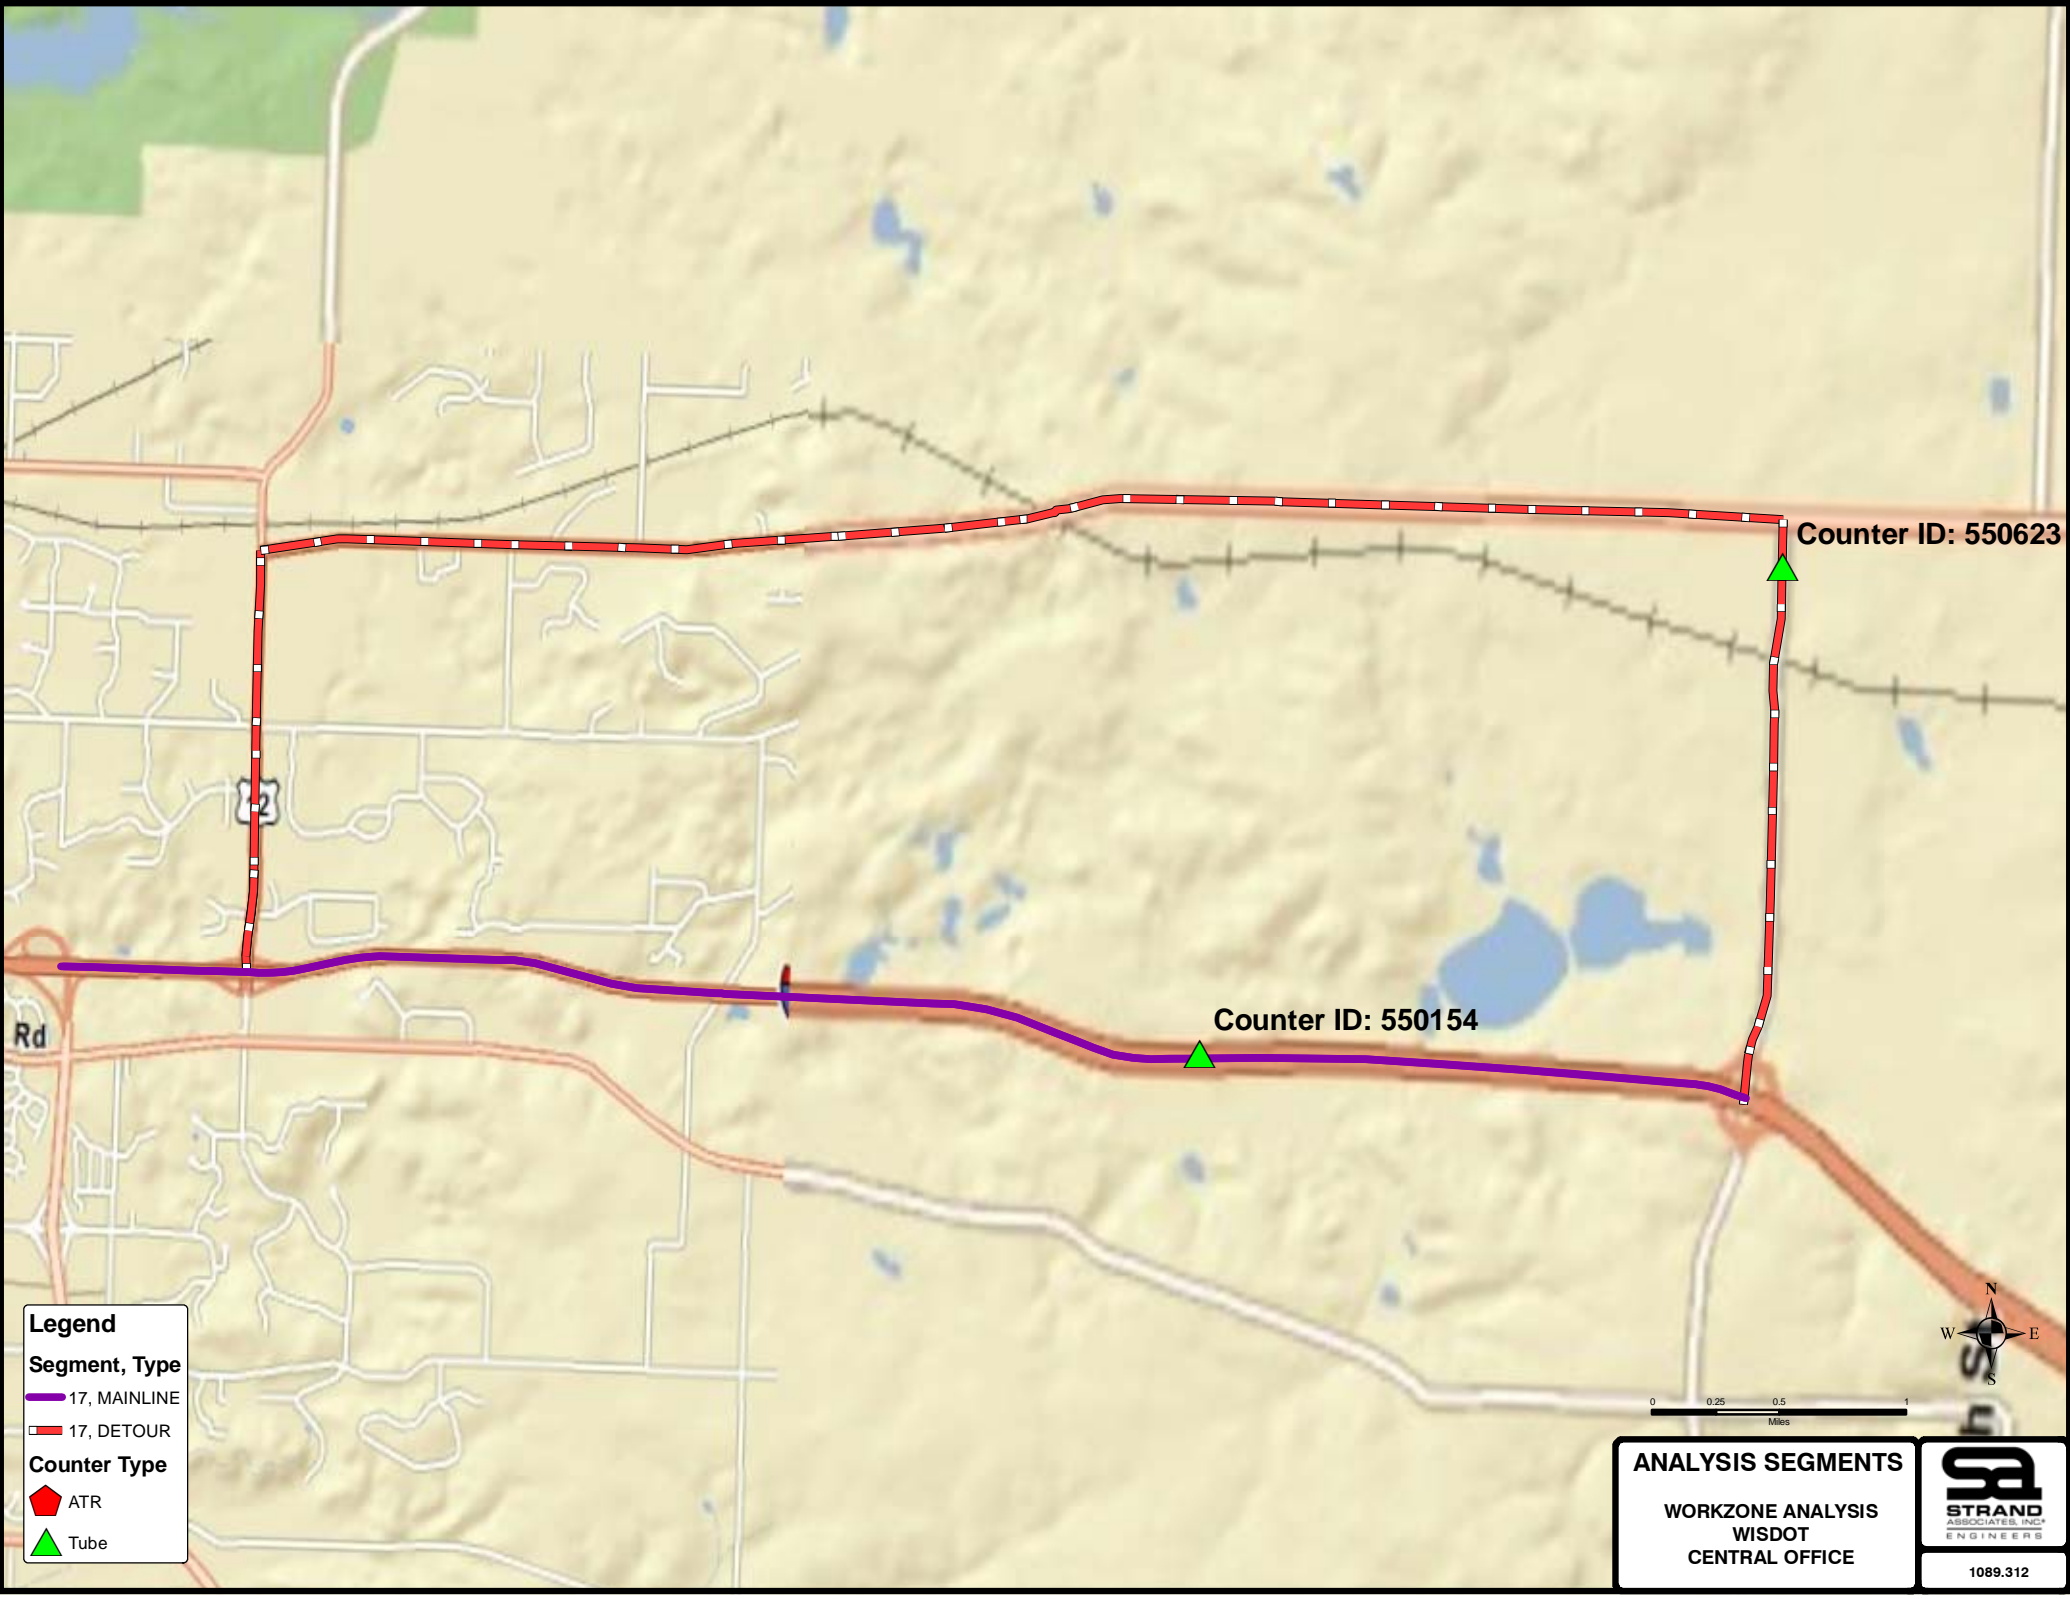 Counter ID: 550623
Counter ID: 550154
Rd
N
W
E
S
0
0.25
0.5
1
Miles
Legend
Segment, Type
17, MAINLINE
17, DETOUR
Counter Type
ATR
Tube
ANALYSIS SEGMENTS
WORKZONE ANALYSIS
WISDOT
CENTRAL OFFICE
sa
STRAND
ASSOCIATES, INC.®
ENGINEERS
1089.312